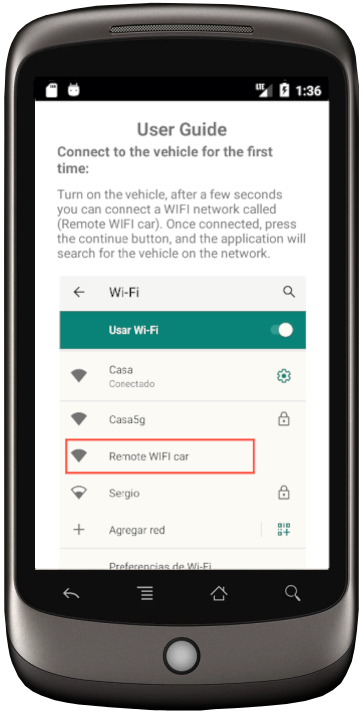 LTE 1:36
User Guide
Connect to the vehicle for the first
time:
Turn on the vehicle, after a few seconds
you can connect a WIFI network called
(Remote WIFI car). Once connected, press
the continue button, and the application will
search for the vehicle on the network.
Wi-Fi
Usar Wi-Fi
Casa
Conectado
Casa5g
Remote WIFI car
Sergio
Agregar red
Preferencias de Wi-Fi